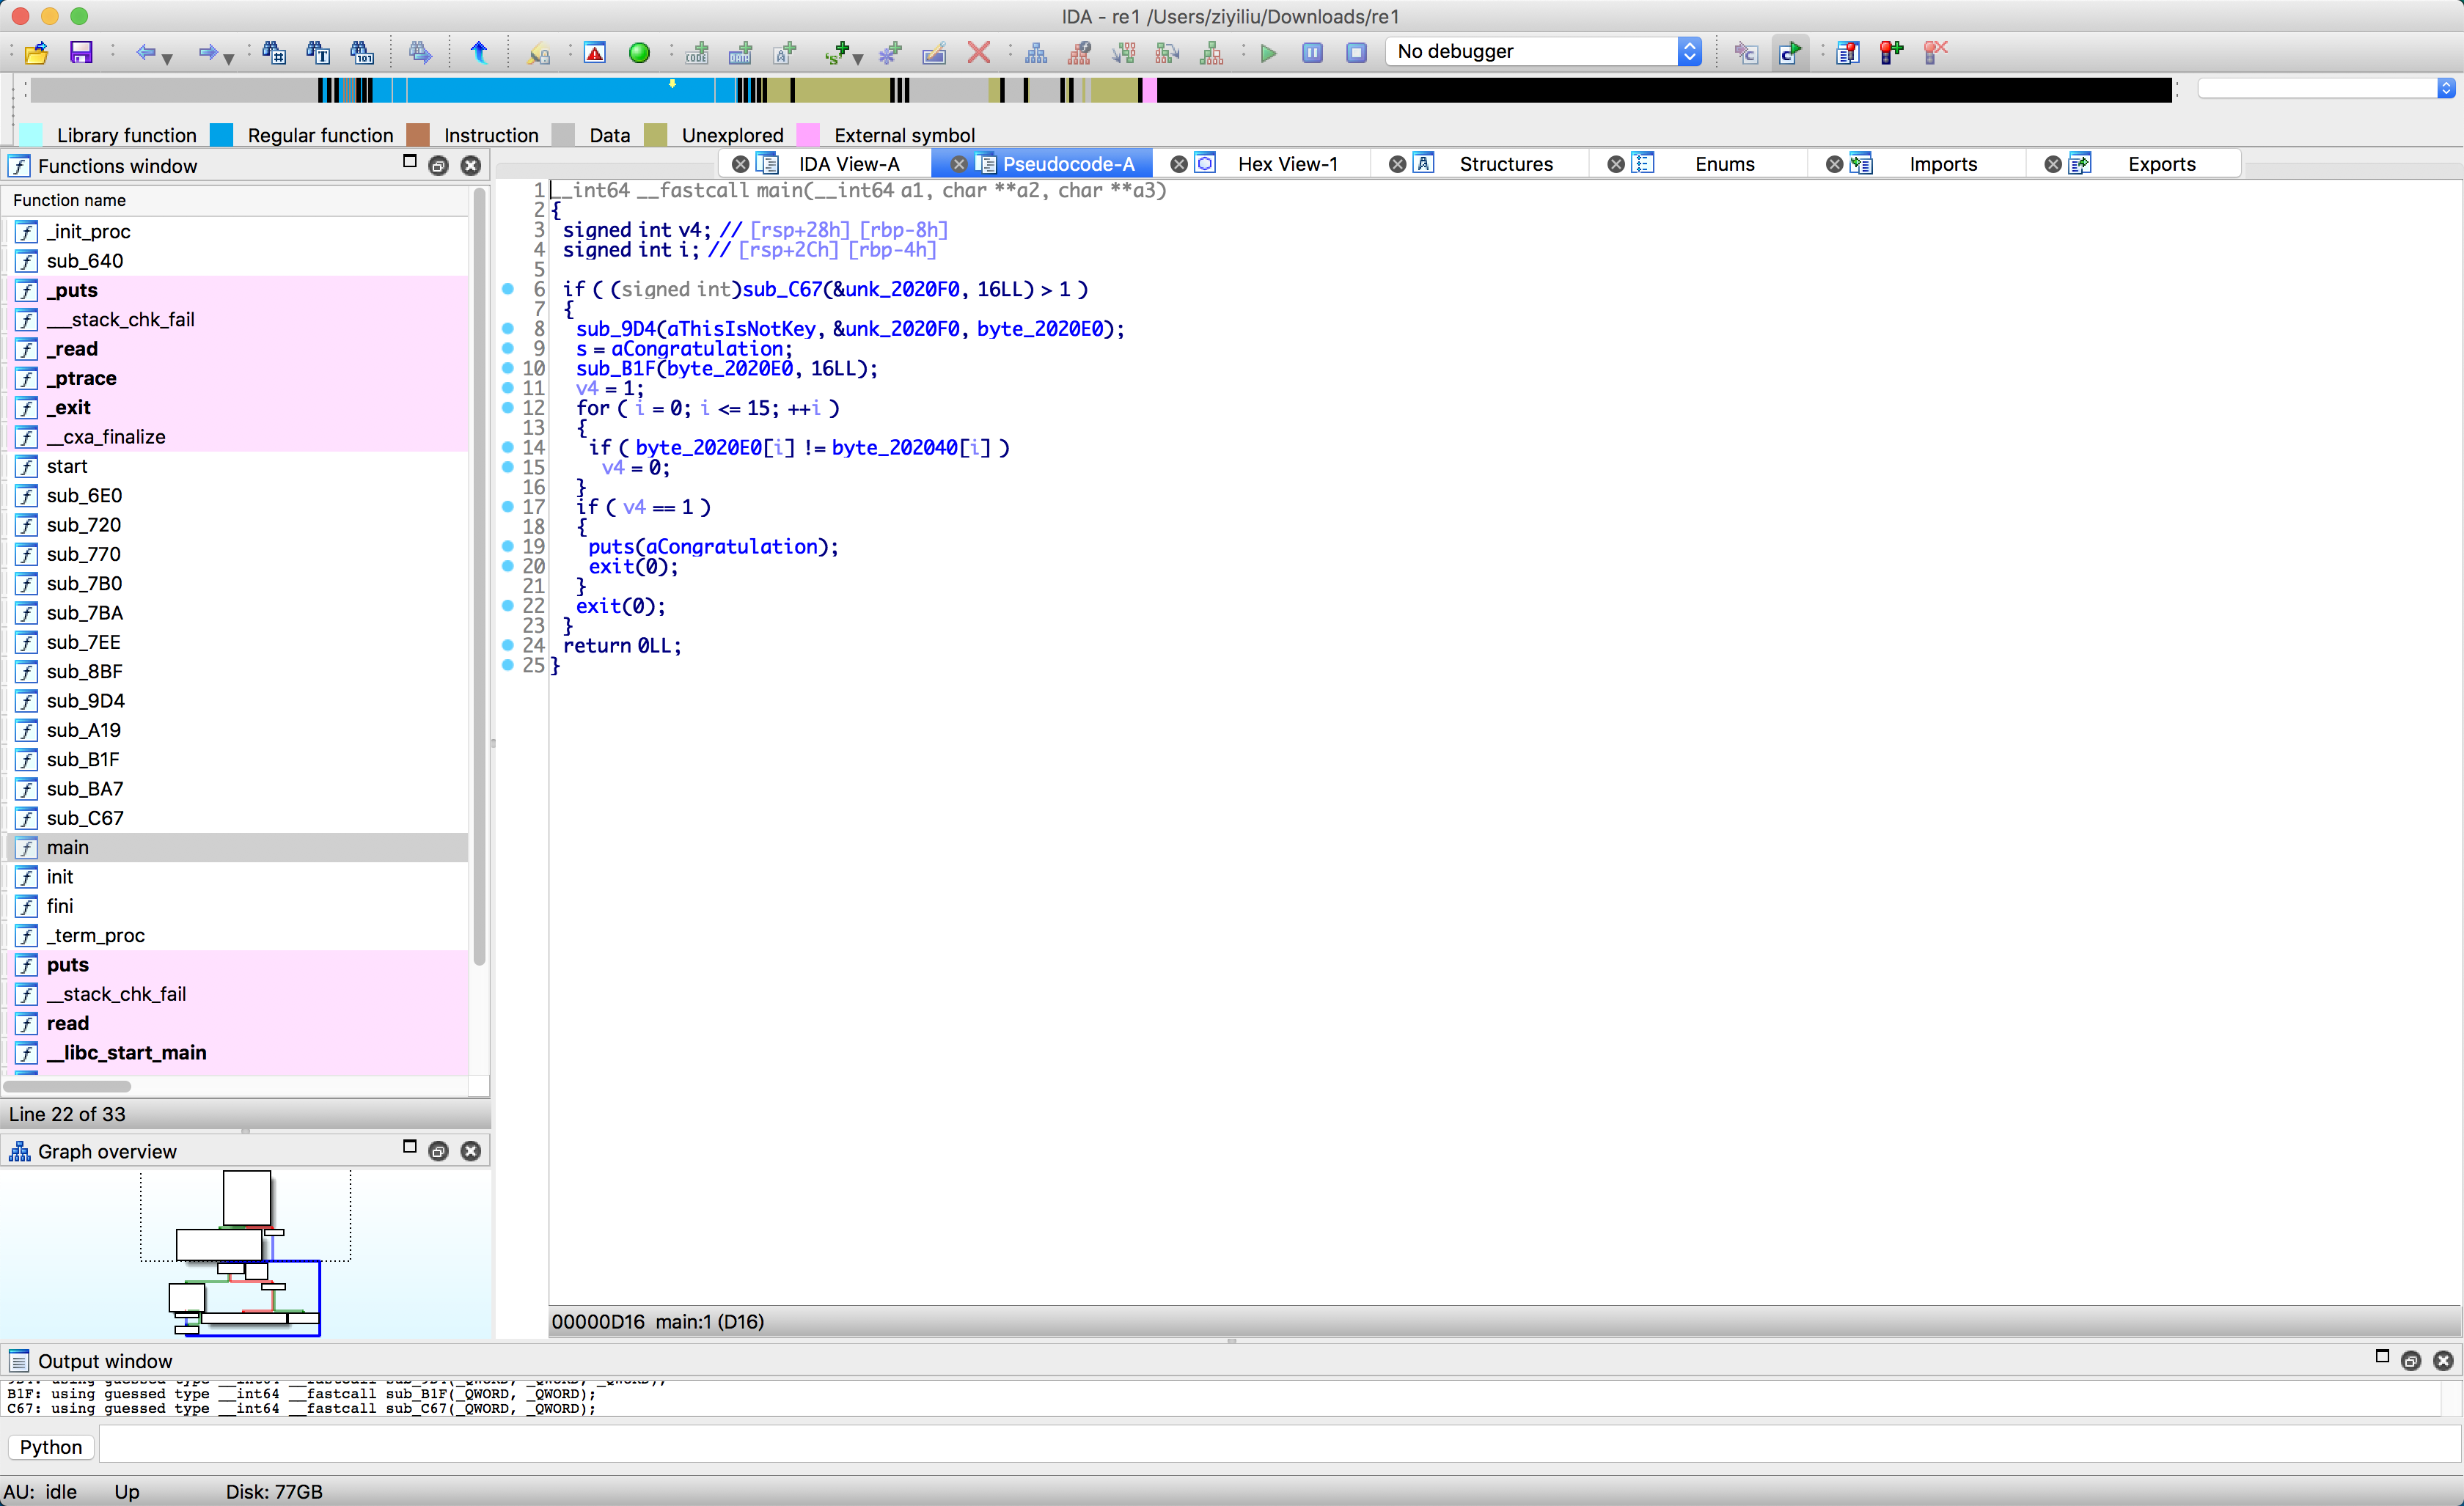 IDA - re1 /Users/ziyiliu/Downloads/re1
No debugger
Library function Regular function Instruction Data Unexplored External symbol
Functions window
IDA View-A Pseudocode-A Hex View-1 Structures Enums Imports Exports
Function name
_init_proc
sub_640
_puts
___stack_chk_fail
_read
_ptrace
_exit
__cxa_finalize
start
sub_6E0
sub_720
sub_770
sub_7B0
sub_7BA
sub_7EE
sub_8BF
sub_9D4
sub_A19
sub_B1F
sub_BA7
sub_C67
main
init
fini
_term_proc
puts
__stack_chk_fail
read
__libc_start_main
Line 22 of 33
Graph overview
1 __int64 __fastcall main(__int64 a1, char **a2, char **a3)
2 {
3 signed int v4; // [rsp+28h] [rbp-8h]
4 signed int i; // [rsp+2Ch] [rbp-4h]
5
6 if ( (signed int)sub_C67(&unk_2020F0, 16LL) > 1 )
7 {
8 sub_9D4(aThisIsNotKey, &unk_2020F0, byte_2020E0);
9 s = aCongratulation;
10 sub_B1F(byte_2020E0, 16LL);
11 v4 = 1;
12 for ( i = 0; i <= 15; ++i )
13 {
14 if ( byte_2020E0[i] != byte_202040[i] )
15 v4 = 0;
16 }
17 if ( v4 == 1 )
18 {
19 puts(aCongratulation);
20 exit(0);
21 }
22 exit(0);
23 }
24 return 0LL;
25 }
00000D16 main:1 (D16)
Output window
B1F: using guessed type __int64 __fastcall sub_B1F(_QWORD, _QWORD);
C67: using guessed type __int64 __fastcall sub_C67(_QWORD, _QWORD);
Python
AU: idle Up Disk: 77GB